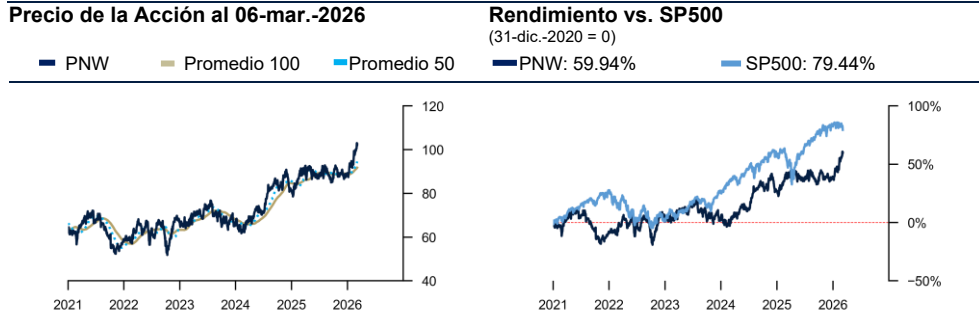 Precio de la Acción al 06-mar.-2026
PNW Promedio 100 Promedio 50
120
100
80
60
40
2021 2022 2023 2024 2025 2026
Rendimiento vs. SP500
(31-dic.-2020 = 0)
PNW: 59.94% SP500: 79.44%
100%
50%
0%
−50%
2021 2022 2023 2024 2025 2026